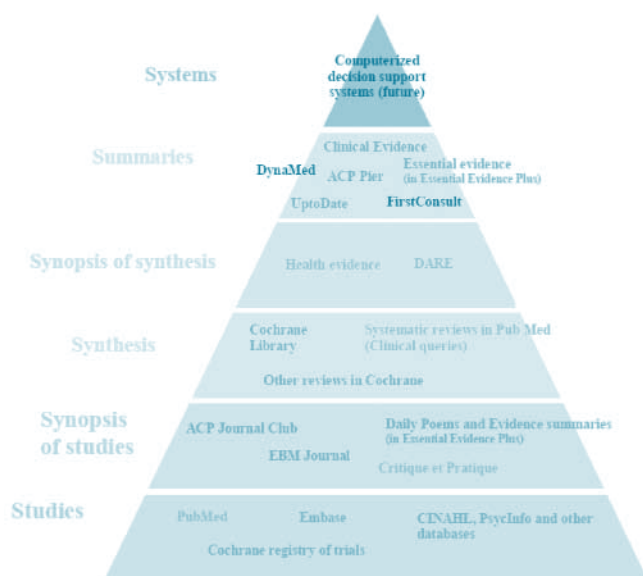 Systems
Computerized
decision support
systems (future)
Summaries
Clinical Evidence
DynaMed
ACP Pier
Essential evidence
(in Essential Evidence Plus)
UptoDate
FirstConsult
Synopsis of synthesis
Health evidence
DARE
Synthesis
Cochrane
Library
Systematic reviews in Pub Med
(Clinical queries)
Other reviews in Cochrane
Synopsis
of studies
ACP Journal Club
Daily Poems and Evidence summaries
(in Essential Evidence Plus)
EBM Journal
Critique et Pratique
Studies
PubMed
Embase
CINAHL, PsycInfo and other
databases
Cochrane registry of trials